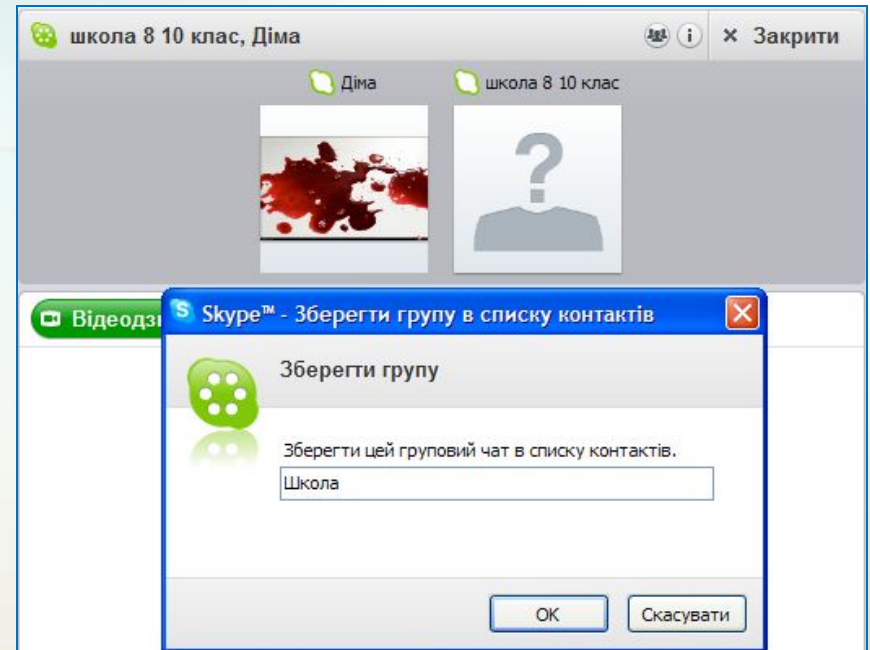 школа 8 10 клас, Діма
× Закрити
Діма
школа 8 10 клас
?
Відеодз
Skype™ - Зберегти групу в списку контактів
Зберегти групу
Зберегти цей груповий чат в списку контактів.
Школа
OK
Скасувати